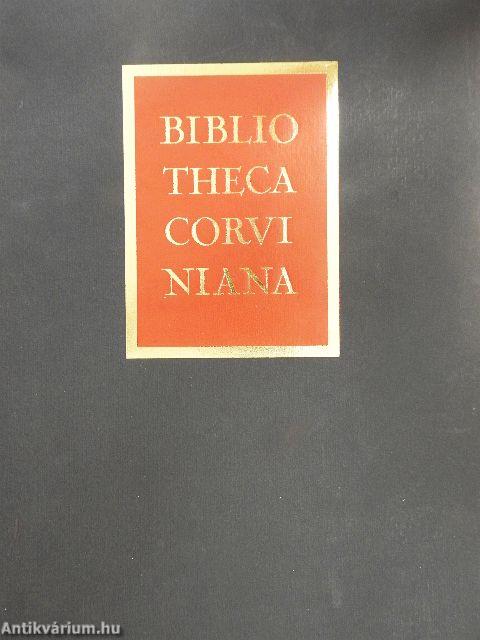 BIBLIO
THECA
CORVI
NIANA
Antikvárium.hu